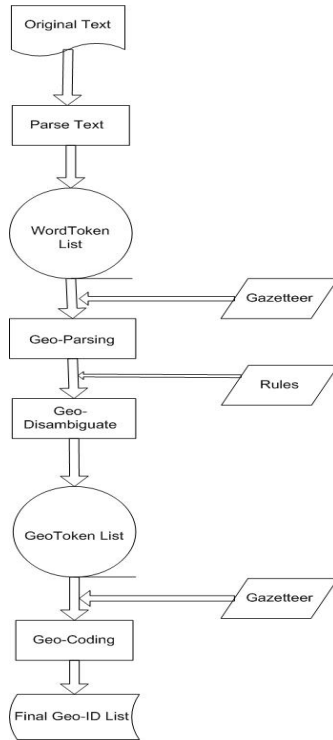 Original Text
Parse Text
WordToken
List
Gazetteer
Geo-Parsing
Rules
Geo-
Disambiguate
GeoToken List
Gazetteer
Geo-Coding
Final Geo-ID List